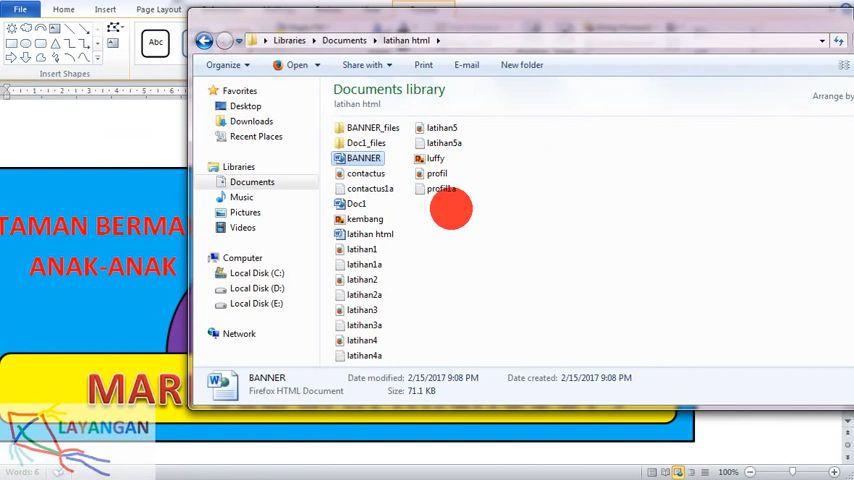 File
Home
Insert
Page Layout
Abc
Insert Shapes
Libraries
Documents
latihan html
Organize
Open
Share with
Print
E-mail
New folder
Favorites
Desktop
Downloads
Recent Places
Libraries
Documents
Music
Pictures
Videos
Computer
Local Disk (C:)
Local Disk (D:)
Local Disk (E:)
Network
Documents library
latihan html
Arrange by
BANNER_files
Doc1_files
BANNER
contactus
contactus1a
Doc1
kembang
latihan html
latihan1
latihan1a
latihan2
latihan2a
latihan3
latihan3a
latihan4
latihan4a
latihan5
latihan5a
luffy
profil
profil1a
BANNER
Firefox HTML Document
Date modified: 2/15/2017 9:08 PM
Size: 71.1 KB
Date created: 2/15/2017 9:08 PM
TAMAN BERMA
ANAK-ANAK
MAR
LAYANGAN
Words: 6
100%